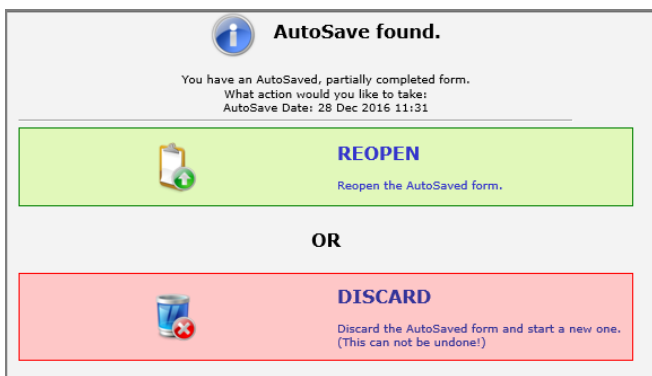 AutoSave found.
You have an AutoSaved, partially completed form.
What action would you like to take:
AutoSave Date: 28 Dec 2016 11:31
REOPEN
Reopen the AutoSaved form.
OR
DISCARD
Discard the AutoSaved form and start a new one.
(This can not be undone!)